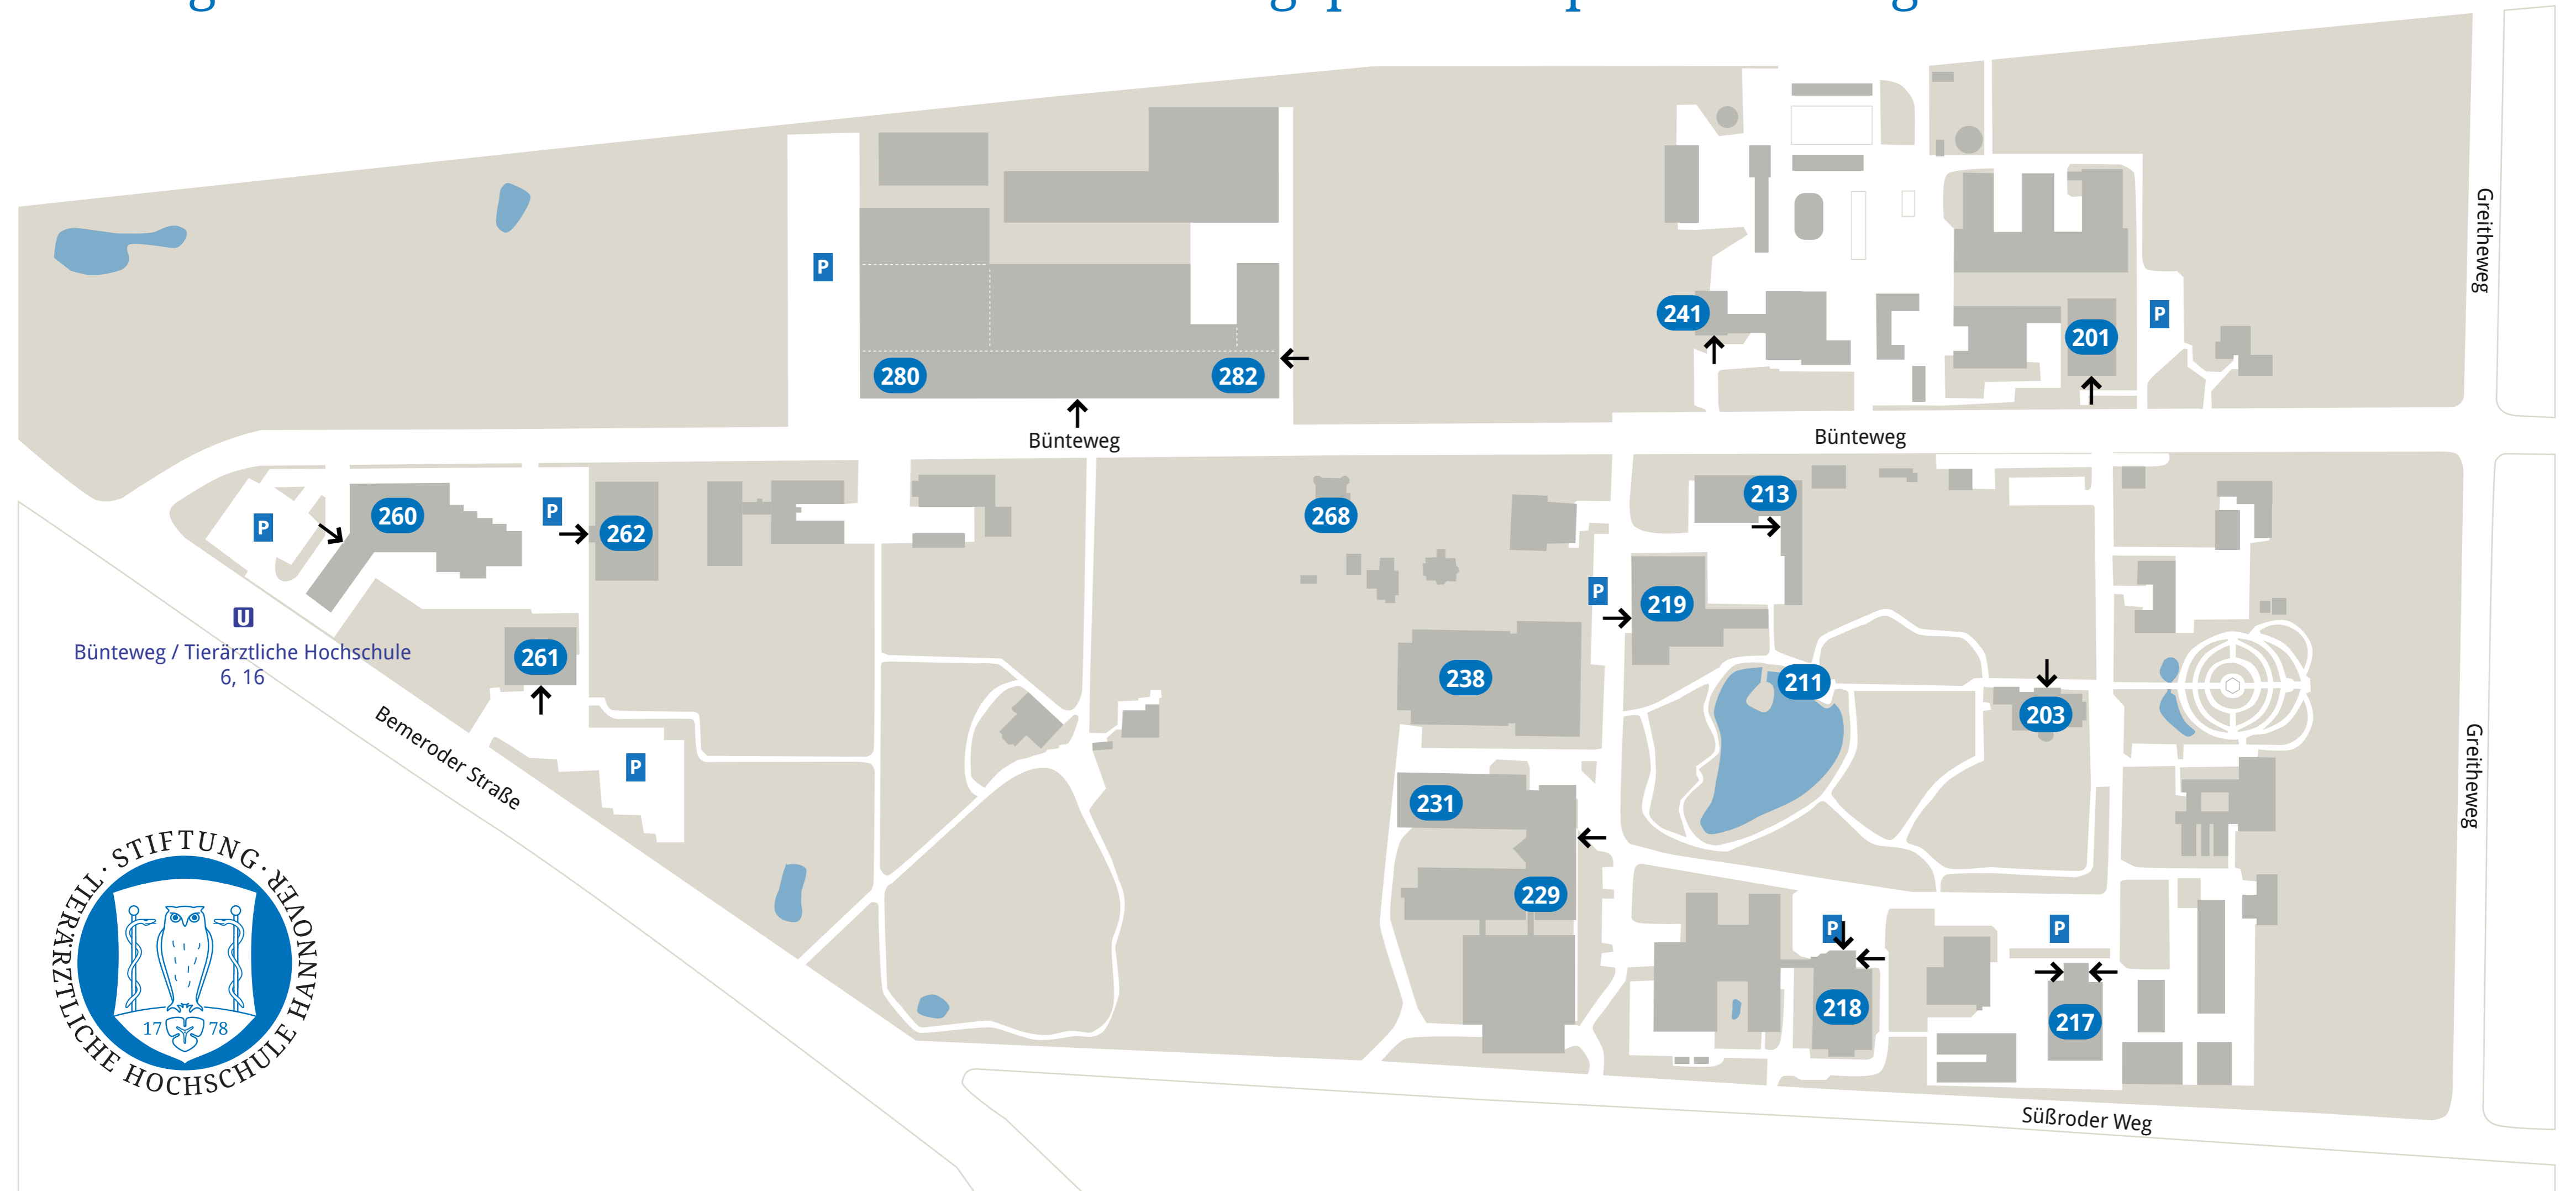 Greitheweg
P
241
P
201
280
282
Bünteweg
Bünteweg
213
260
P
268
P
262
P
219
U
Bünteweg / Tierärztliche Hochschule
6, 16
261
238
211
203
Bemeroder Straße
P
Greitheweg
231
229
P
P
218
217
STIFTUNG · TIERÄRZTLICHE HOCHSCHULE HANNOVER ·
17 78
Süßroder Weg
P